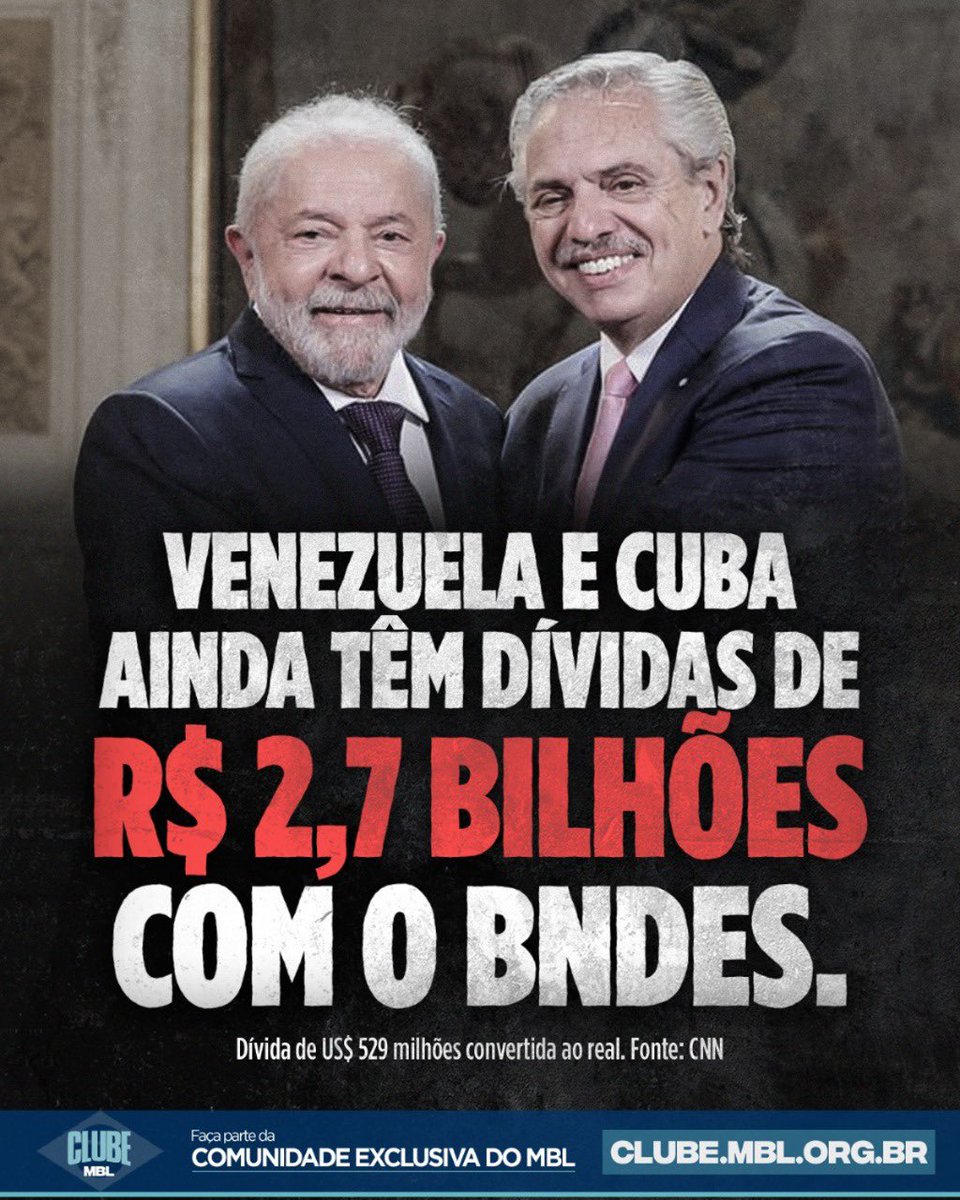 VENEZUELA E CUBA
AINDA TÊM DÍVIDAS DE
R$ 2,7 BILHÕES
COM O BNDES.
Dívida de US$ 529 milhões convertida ao real. Fonte: CNN
CLUBE
MBL
Faça parte da
COMUNIDADE EXCLUSIVA DO MBL
CLUBE.MBL.ORG.BR